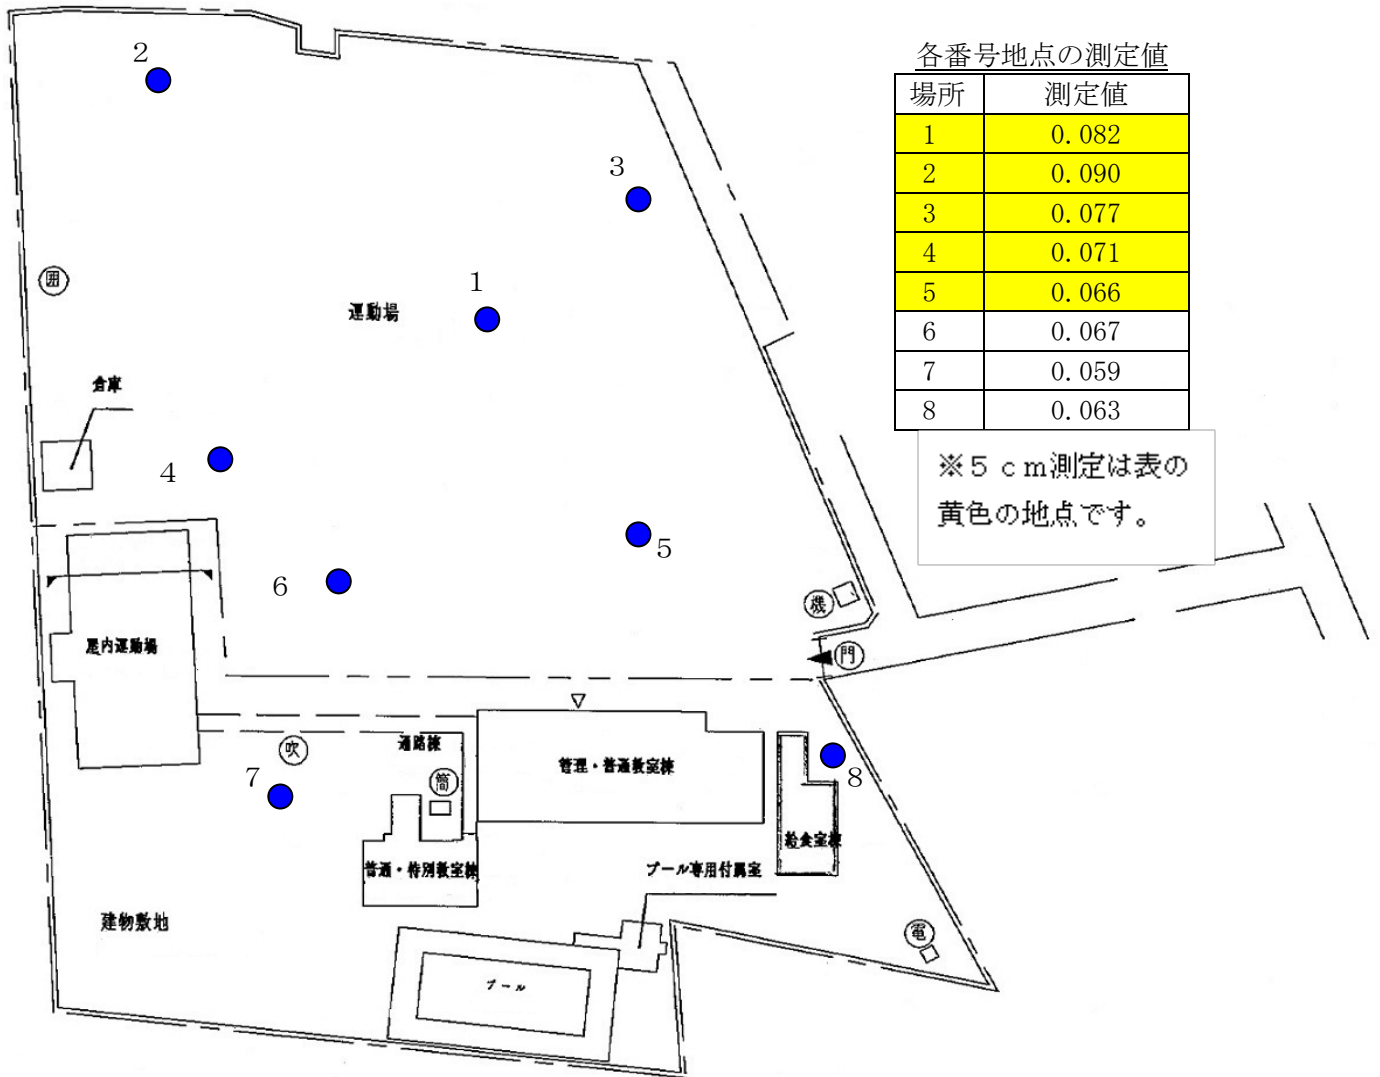 各番号地点の測定値
場所 測定値
1 0.082
2 0.090
3 0.077
4 0.071
5 0.066
6 0.067
7 0.059
8 0.063
※5cm測定は表の
黄色の地点です。
2
3
囲
1
運動場
倉庫
4
5
6
機
屋内運動場
門
吹
通路棟
管理・普通教室棟
7
8
筒
給食室棟
普通・特別教室棟
プール専用付属室
建物敷地
電
プール